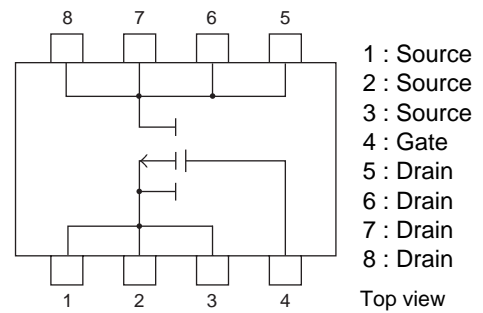 8 7 6 5
1 : Source
2 : Source
3 : Source
4 : Gate
5 : Drain
6 : Drain
7 : Drain
8 : Drain
1 2 3 4
Top view